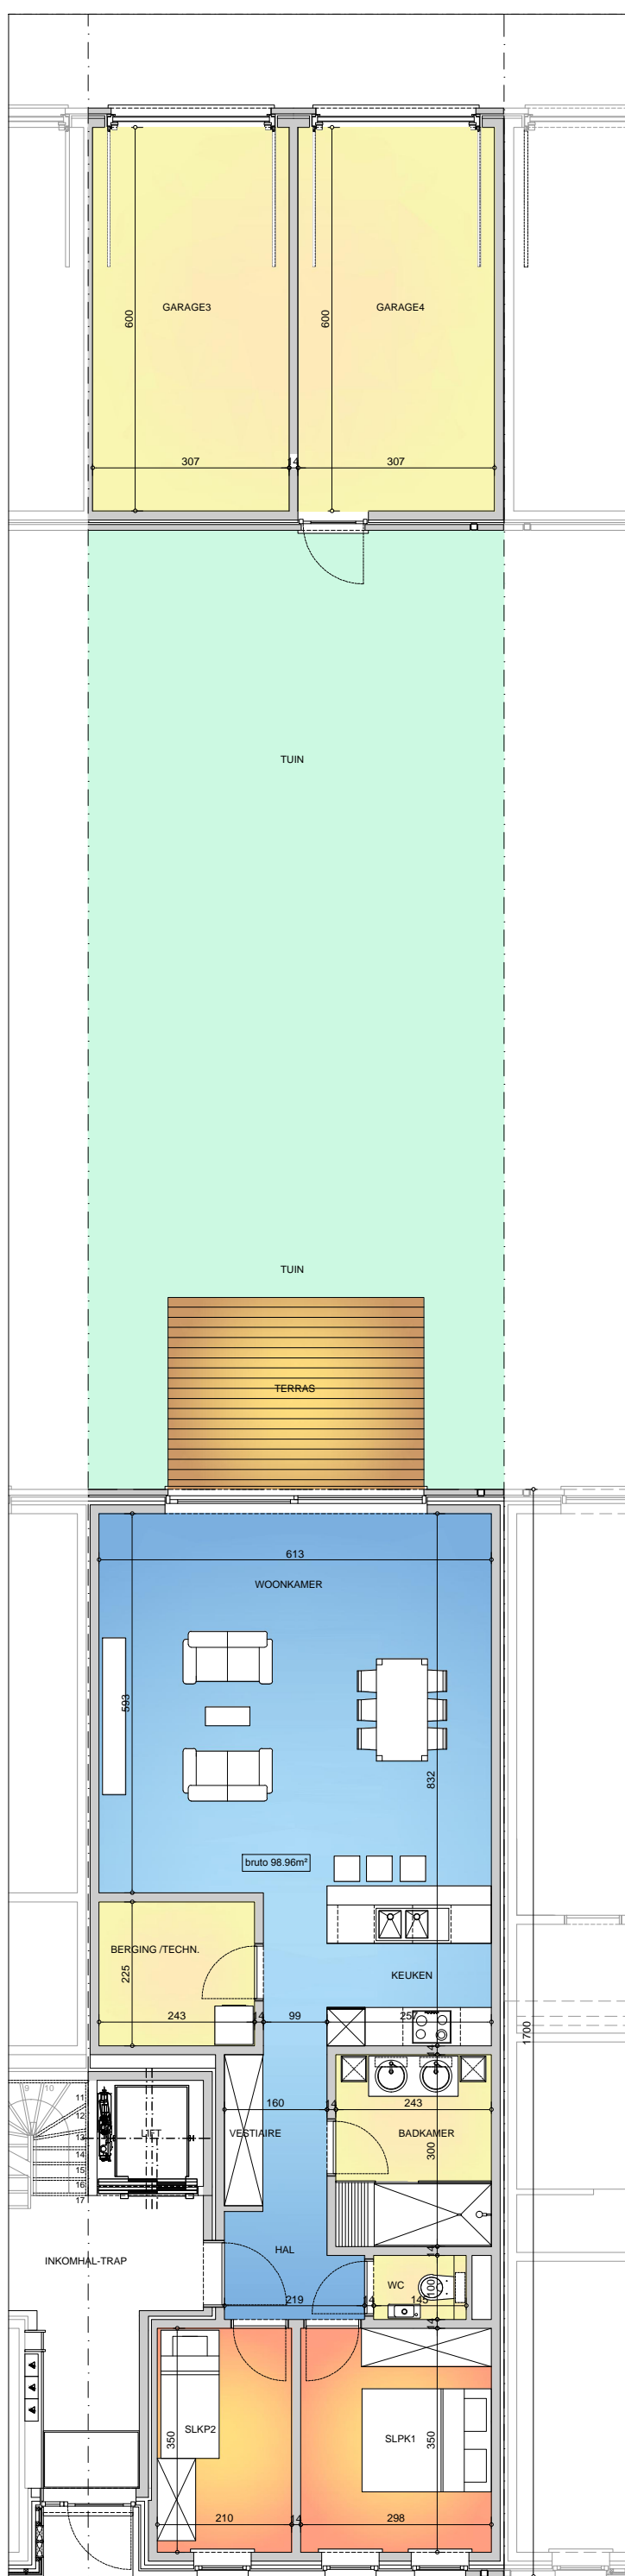 GARAGE3
GARAGE4
600
600
307
14
307
TUIN
TUIN
TERRAS
613
WOONKAMER
593
832
bruto 98.96m²
BERGING /TECHN.
KEUKEN
225
243
14
99
257
1700
14
9
10
11
12
13
14
15
16
17
LIFT
160
14
243
VESTIAIRE
BADKAMER
300
HAL
14
INKOMHAL-TRAP
WC
100
219
14
145
14
SLKP2
SLPK1
350
350
210
14
298